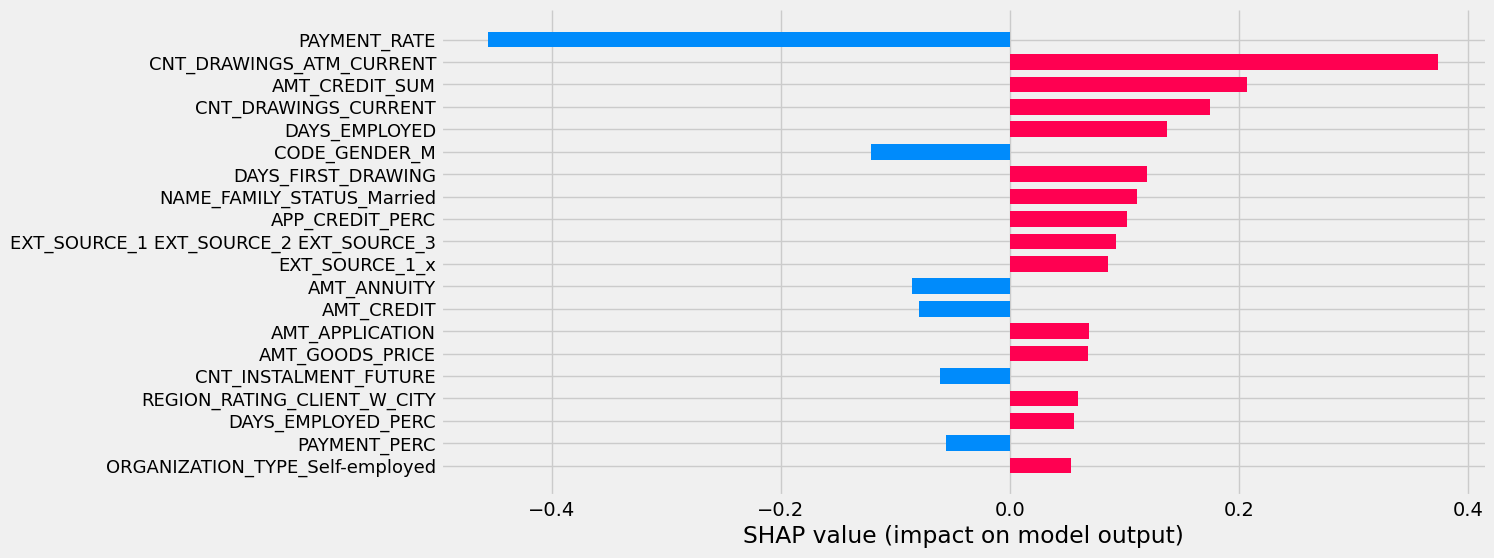 PAYMENT_RATE
CNT_DRAWINGS_ATM_CURRENT
AMT_CREDIT_SUM
CNT_DRAWINGS_CURRENT
DAYS_EMPLOYED
CODE_GENDER_M
DAYS_FIRST_DRAWING
NAME_FAMILY_STATUS_Married
APP_CREDIT_PERC
EXT_SOURCE_1 EXT_SOURCE_2 EXT_SOURCE_3
EXT_SOURCE_1_x
AMT_ANNUITY
AMT_CREDIT
AMT_APPLICATION
AMT_GOODS_PRICE
CNT_INSTALMENT_FUTURE
REGION_RATING_CLIENT_W_CITY
DAYS_EMPLOYED_PERC
PAYMENT_PERC
ORGANIZATION_TYPE_Self-employed
−0.4 −0.2 0.0 0.2 0.4
SHAP value (impact on model output)